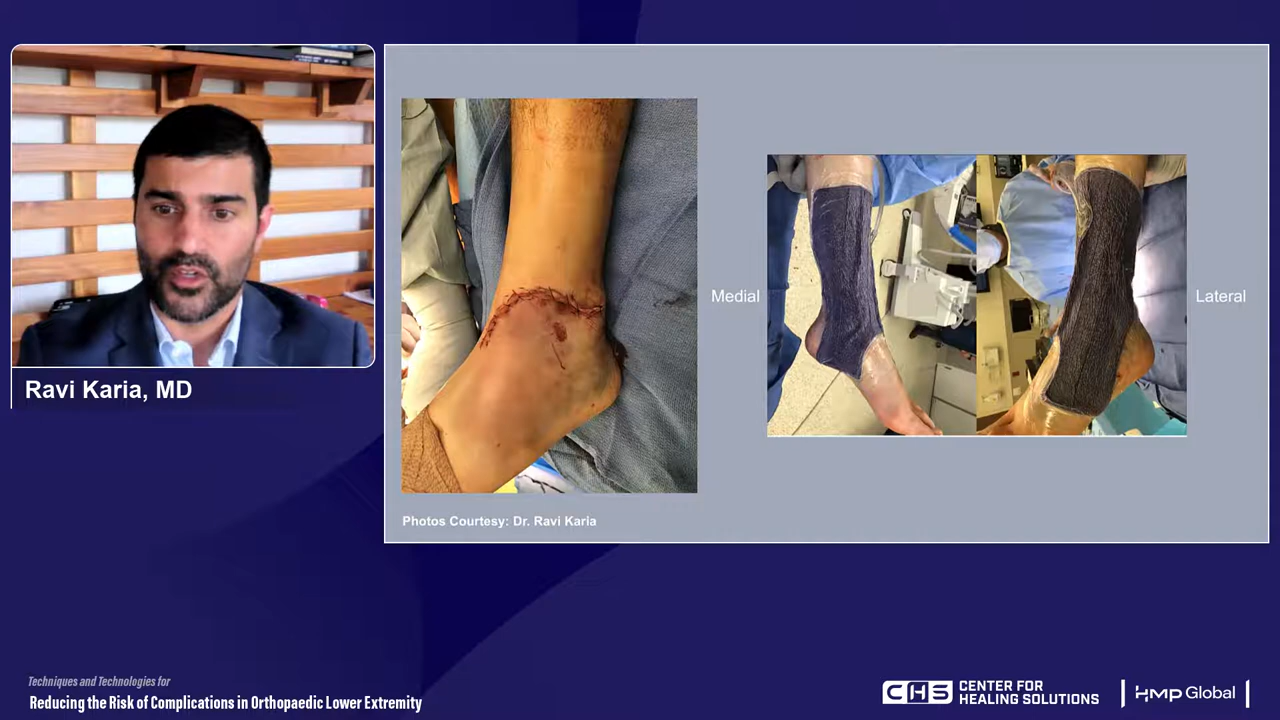 Ravi Karia, MD
Medial
Lateral
Photos Courtesy: Dr. Ravi Karia
Techniques and Technologies for
Reducing the Risk of Complications in Orthopaedic Lower Extremity
CHS
CENTER FOR
HEALING SOLUTIONS
HMP Global